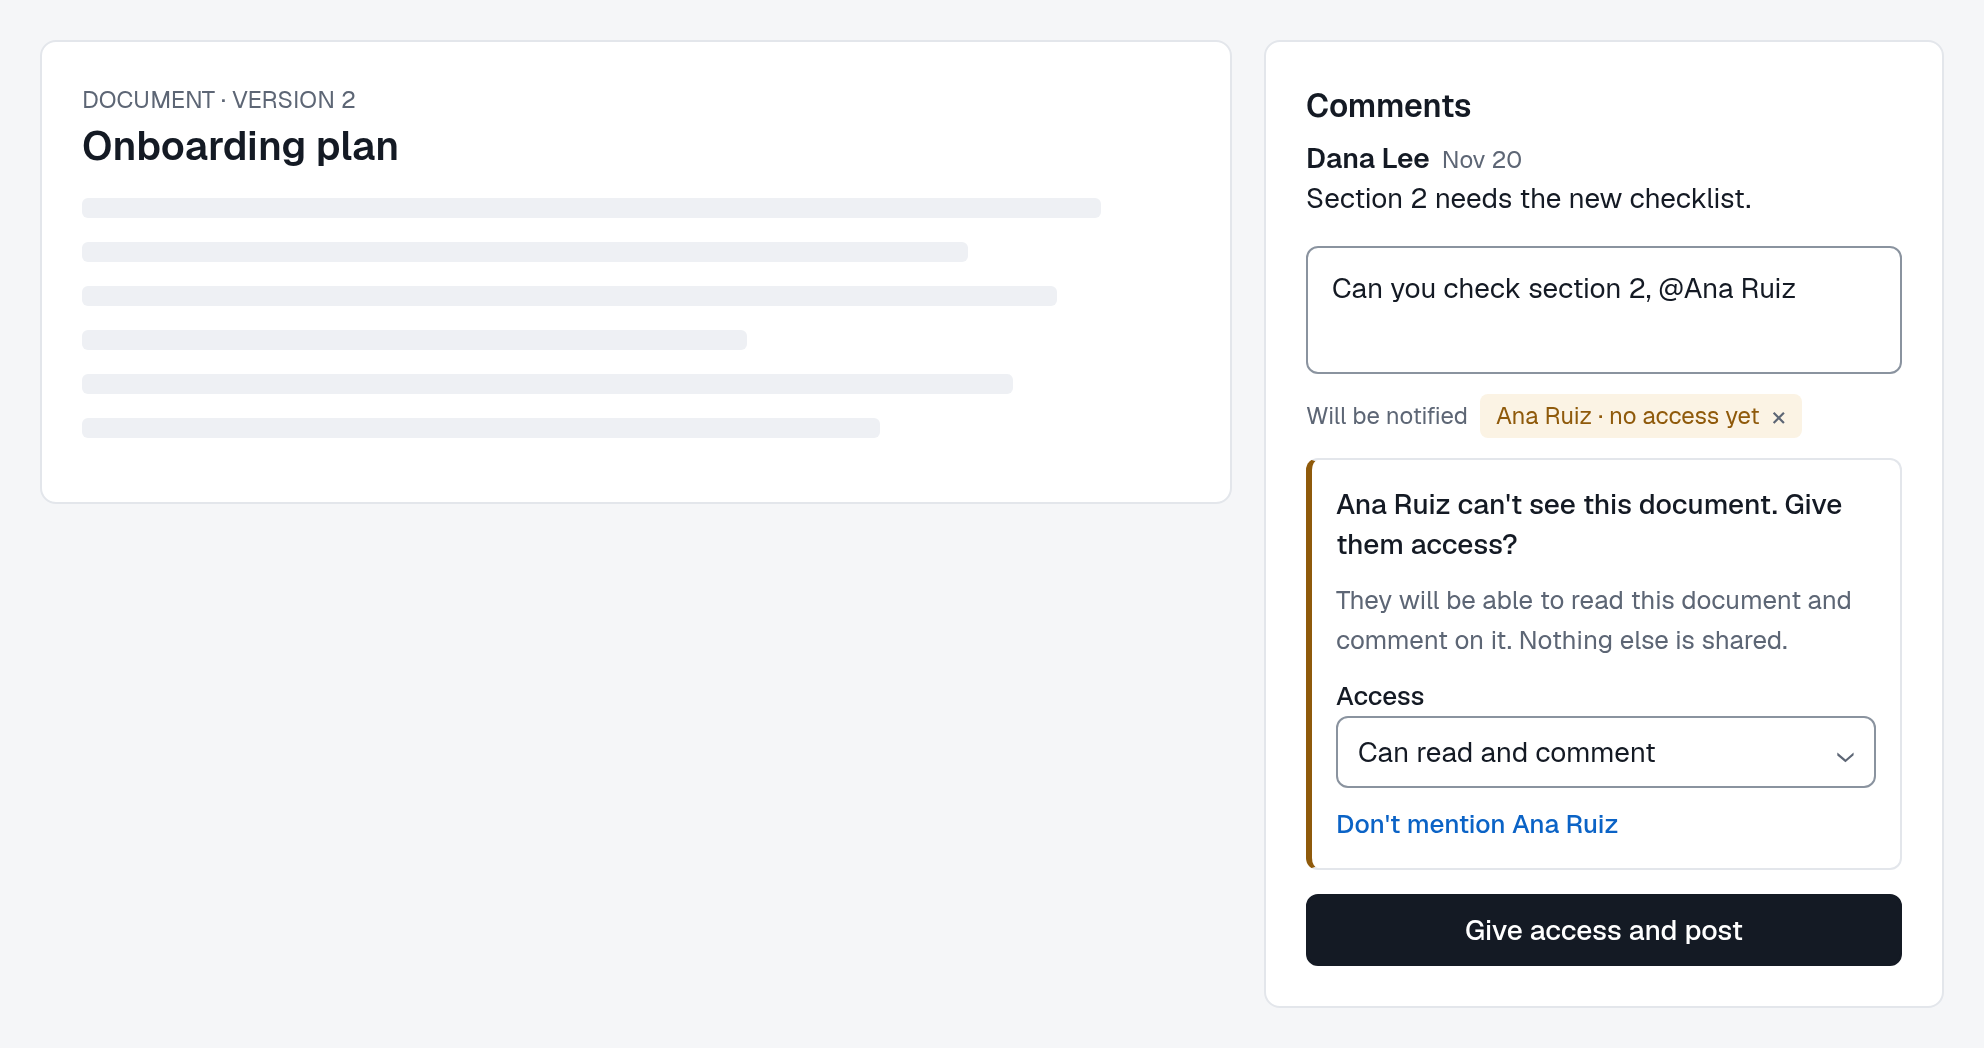 DOCUMENT · VERSION 2
Onboarding plan
Comments
Dana Lee Nov 20
Section 2 needs the new checklist.
Can you check section 2, @Ana Ruiz
Will be notified Ana Ruiz · no access yet ×
Ana Ruiz can't see this document. Give
them access?
They will be able to read this document and
comment on it. Nothing else is shared.
Access
Can read and comment
Don't mention Ana Ruiz
Give access and post